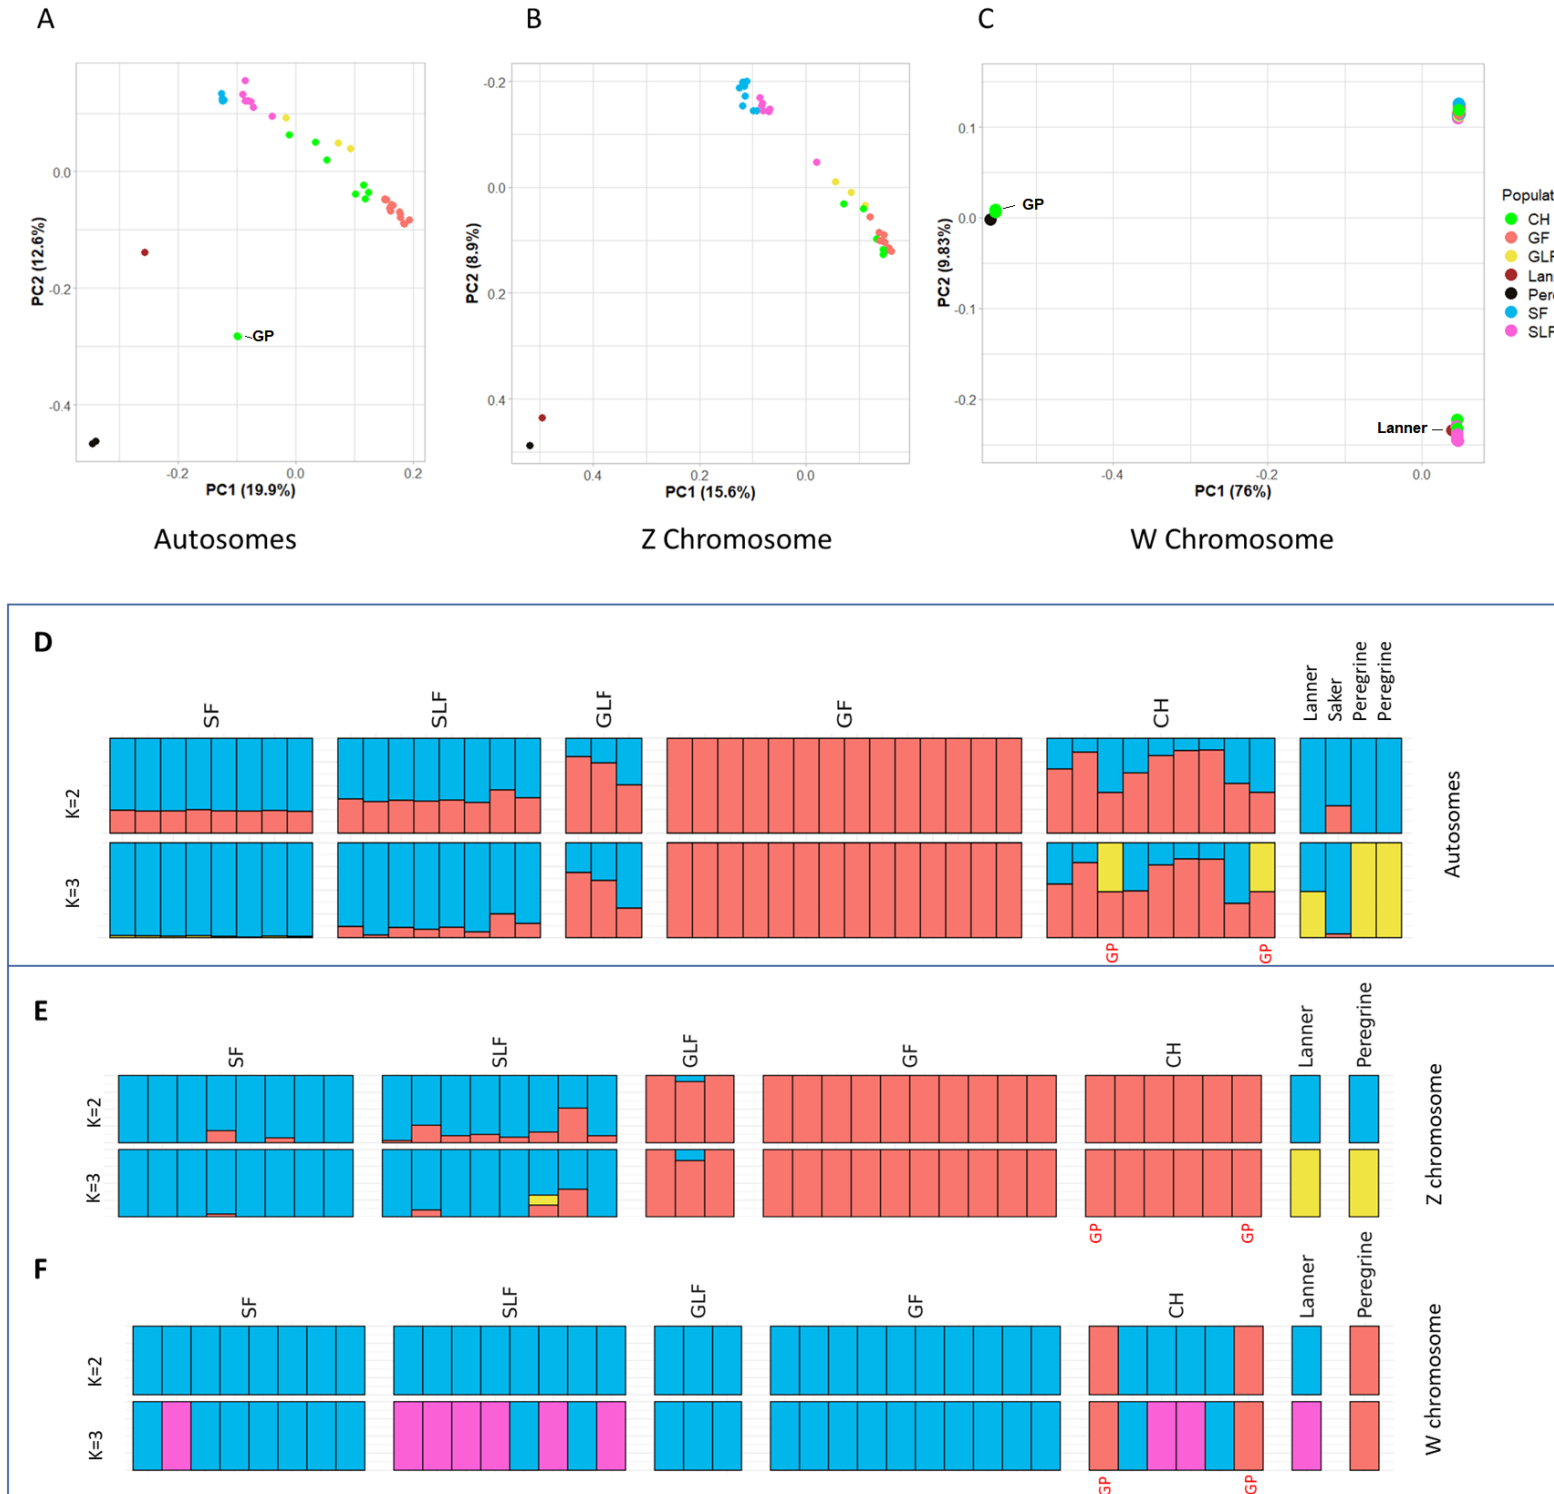 A
B
C
-0.2
0.0
0.2
0.4
0.1
0.0
-0.1
-0.2
0.0
-0.2
-0.4
PC2 (12.6%)
PC2 (8.9%)
PC2 (9.83%)
GP
GP
Lanner
Populat
CH
GF
GLF
Lan
Pere
SF
SLF
-0.2
0.0
0.2
PC1 (19.9%)
0.4
0.2
0.0
PC1 (15.6%)
-0.4
-0.2
0.0
PC1 (76%)
Autosomes
Z Chromosome
W Chromosome
D
SF
SLF
GLF
GF
CH
Lanner
Saker
Peregrine
Peregrine
K=2
K=3
Autosomes
GP
GP
E
SF
SLF
GLF
GF
CH
Lanner
Peregrine
K=2
K=3
Z chromosome
GP
GP
F
SF
SLF
GLF
GF
CH
Lanner
Peregrine
K=2
K=3
W chromosome
GP
GP